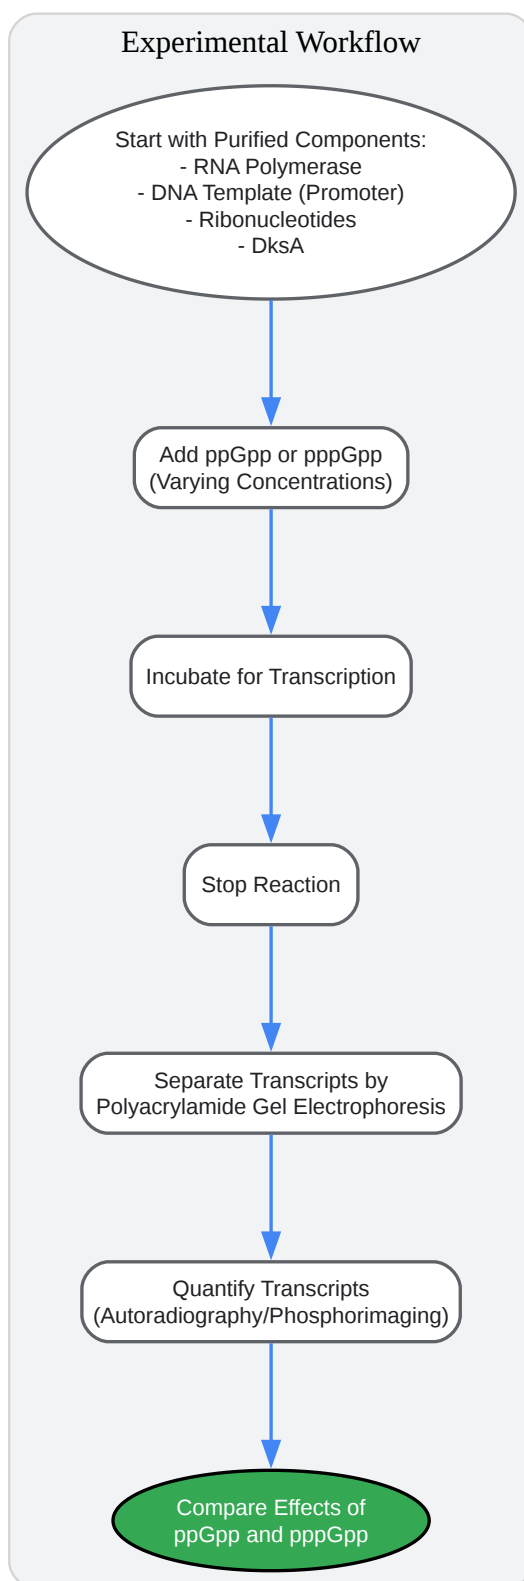 Experimental Workflow
Start with Purified Components:
- RNA Polymerase
- DNA Template (Promoter)
- Ribonucleotides
- DksA
Add ppGpp or pppGpp
(Varying Concentrations)
Incubate for Transcription
Stop Reaction
Separate Transcripts by
Polyacrylamide Gel Electrophoresis
Quantify Transcripts
(Autoradiography/Phosphorimaging)
Compare Effects of
ppGpp and pppGpp